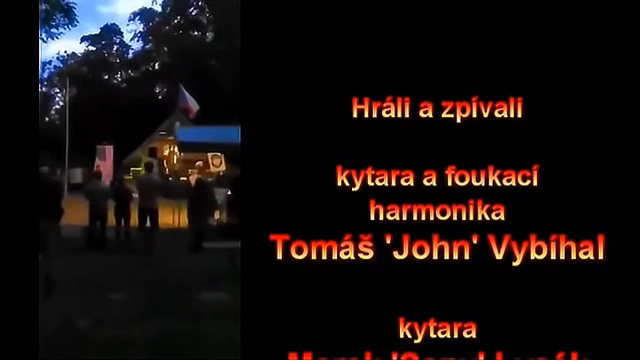 Hráli a zpívali
kytara a foukací
harmonika
Tomáš 'John' Vybíhal
kytara